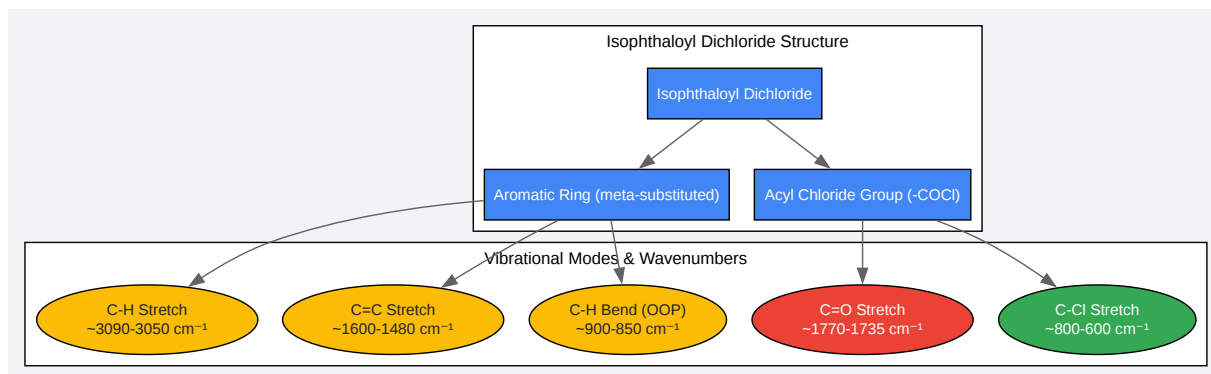 Isophthaloyl Dichloride Structure
Isophthaloyl Dichloride
Aromatic Ring (meta-substituted)
Acyl Chloride Group (-COCl)
Vibrational Modes & Wavenumbers
C-H Stretch
~3090-3050 cm⁻¹
C=C Stretch
~1600-1480 cm⁻¹
C-H Bend (OOP)
~900-850 cm⁻¹
C=O Stretch
~1770-1735 cm⁻¹
C-Cl Stretch
~800-600 cm⁻¹